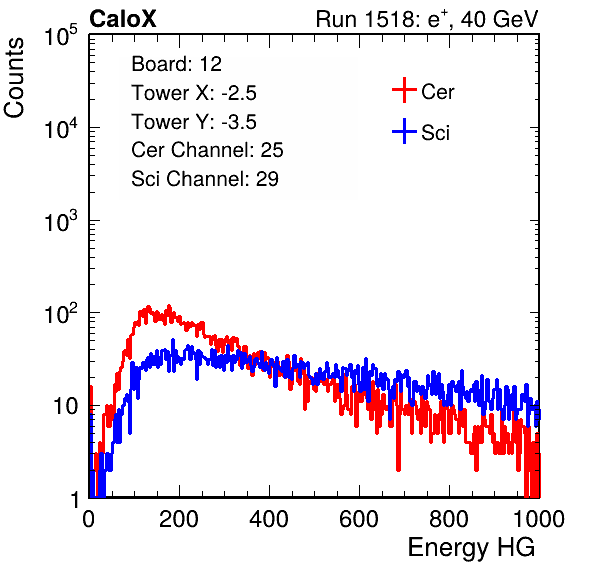 CaloX Run 1518: e⁺, 40 GeV
Counts
Board: 12
Tower X: -2.5
Tower Y: -3.5
Cer Channel: 25
Sci Channel: 29
Cer
Sci
10⁵
10⁴
10³
10²
10
1
0 200 400 600 800 1000
Energy HG